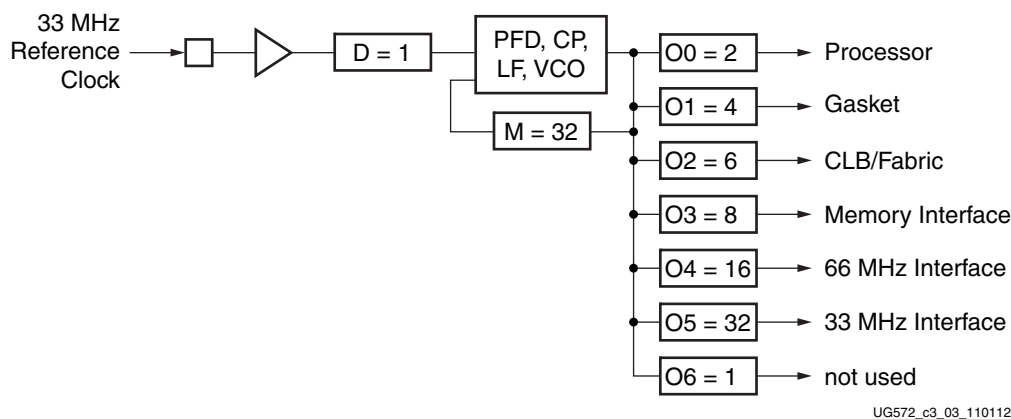 33 MHz
Reference
Clock
D = 1
PFD, CP,
LF, VCO
M = 32
O0 = 2
Processor
O1 = 4
Gasket
O2 = 6
CLB/Fabric
O3 = 8
Memory Interface
O4 = 16
66 MHz Interface
O5 = 32
33 MHz Interface
O6 = 1
not used
UG572_c3_03_110112